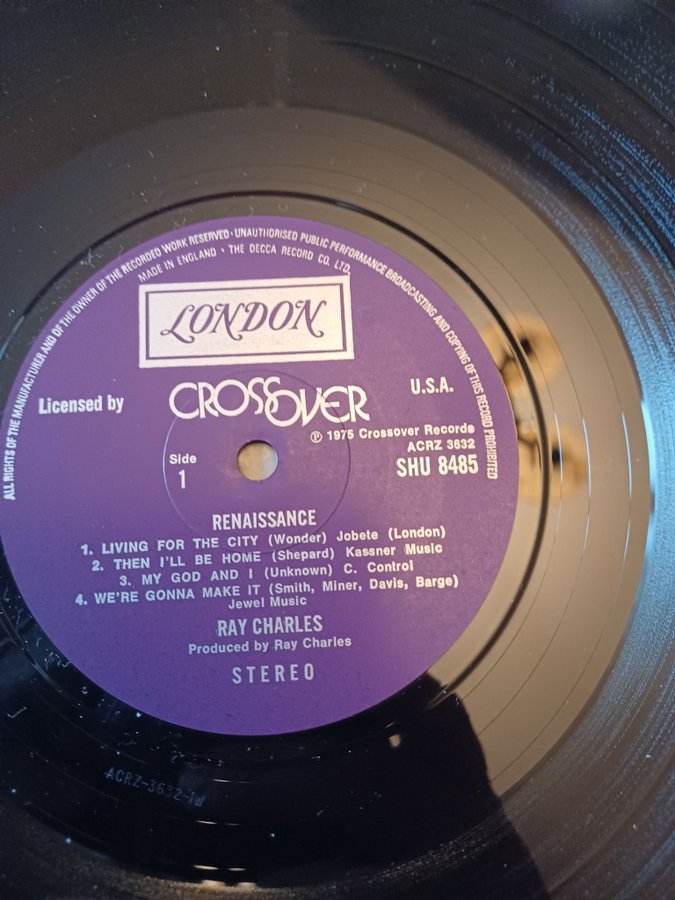 ALL RIGHTS OF THE MANUFACTURER AND OF THE OWNER OF THE RECORDED WORK RESERVED · UNAUTHORISED PUBLIC PERFORMANCE BROADCASTING AND COPYING OF THIS RECORD PROHIBITED
MADE IN ENGLAND · THE DECCA RECORD CO. LTD.
LONDON
Licensed by
CROSSOVER
U.S.A.
℗ 1975 Crossover Records
ACRZ 3632
Side
1
SHU 8485
RENAISSANCE
1. LIVING FOR THE CITY (Wonder) Jobete (London)
2. THEN I'LL BE HOME (Shepard) Kassner Music
3. MY GOD AND I (Unknown) C. Control
4. WE'RE GONNA MAKE IT (Smith, Miner, Davis, Barge)
Jewel Music
RAY CHARLES
Produced by Ray Charles
STEREO
ACRZ-3632-1W